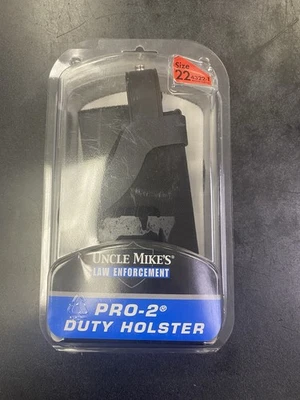 Size
22
UNCLE MIKE'S®
LAW ENFORCEMENT
PRO-2®
DUTY HOLSTER